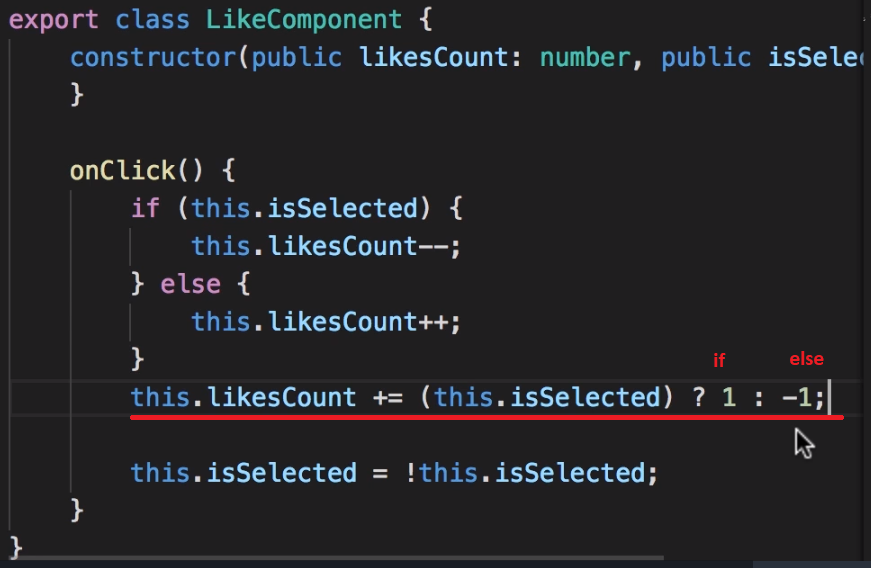 export class LikeComponent {
constructor(public likesCount: number, public
}
onClick() {
if (this.isSelected) {
this.likesCount--;
} else {
this.likesCount++;
}
if else
this.likesCount += (this.isSelected) ? 1 : -1;
this.isSelected = !this.isSelected;
}
}